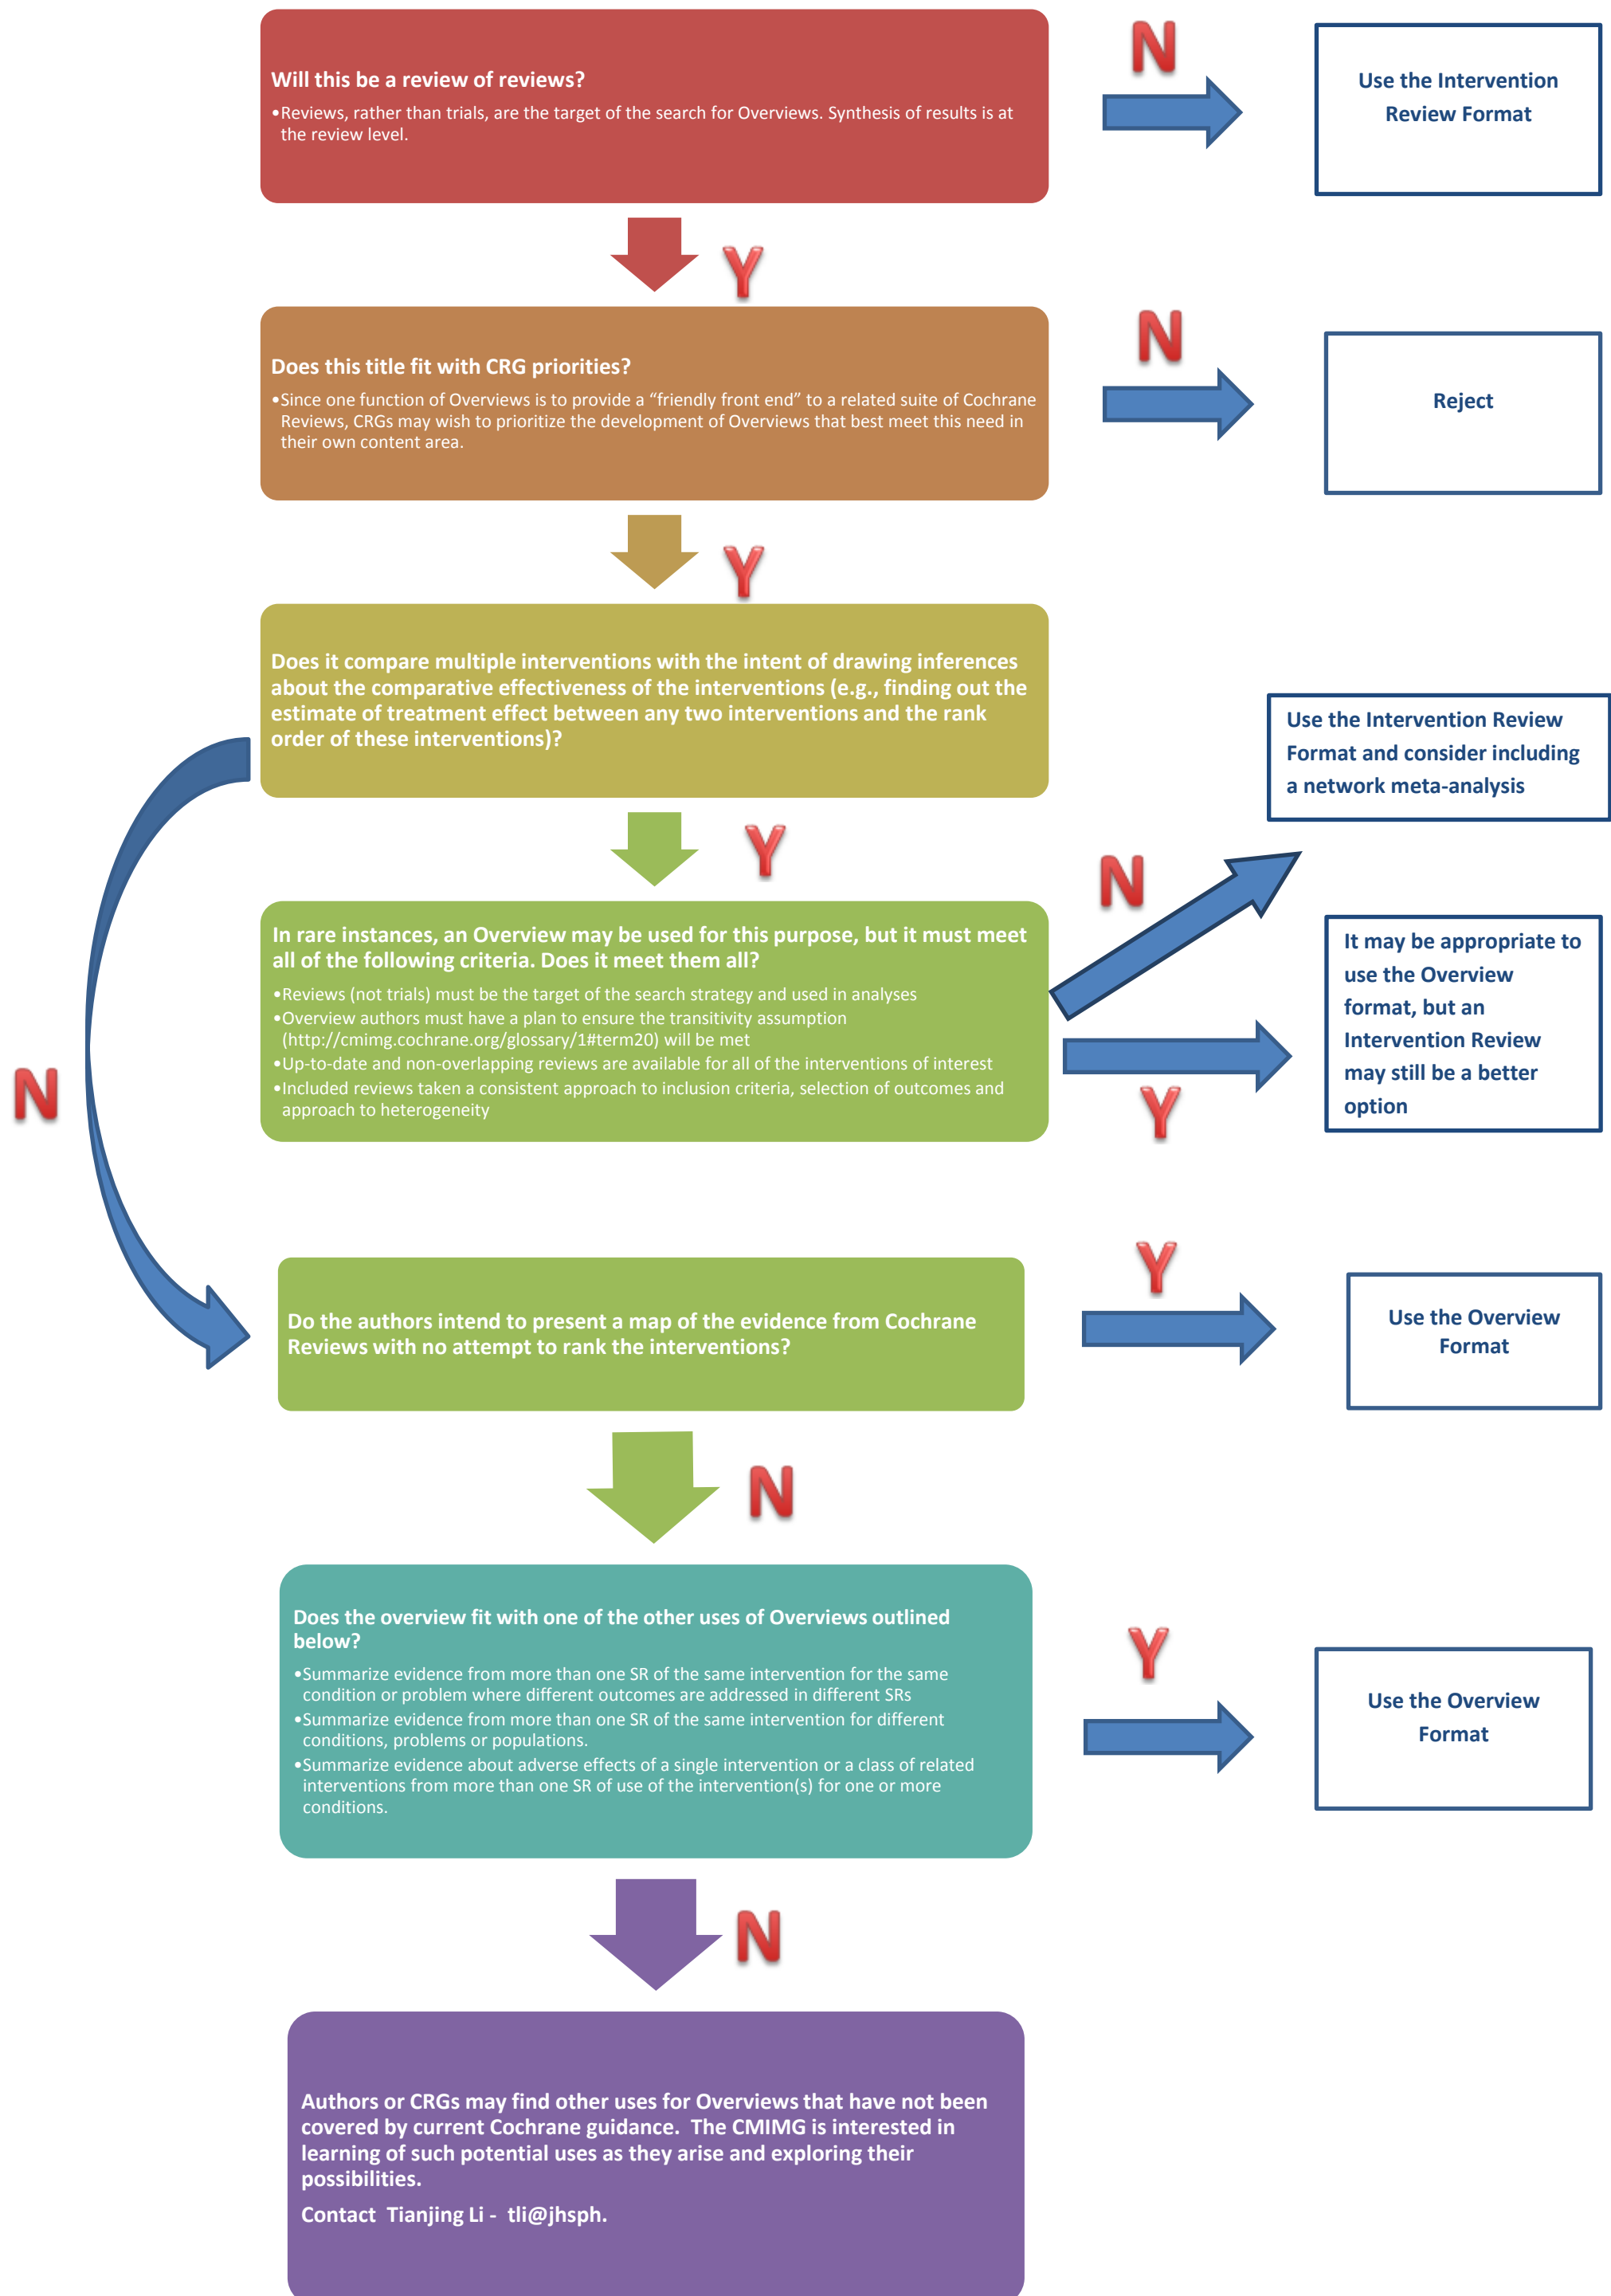 Will this be a review of reviews?
•Reviews, rather than trials, are the target of the search for Overviews. Synthesis of results is at
the review level.
N
Use the Intervention
Review Format
Y
Does this title fit with CRG priorities?
•Since one function of Overviews is to provide a “friendly front end” to a related suite of Cochrane
Reviews, CRGs may wish to prioritize the development of Overviews that best meet this need in
their own content area.
N
Reject
Y
Does it compare multiple interventions with the intent of drawing inferences
about the comparative effectiveness of the interventions (e.g., finding out the
estimate of treatment effect between any two interventions and the rank
order of these interventions)?
Y
N
In rare instances, an Overview may be used for this purpose, but it must meet
all of the following criteria. Does it meet them all?
•Reviews (not trials) must be the target of the search strategy and used in analyses
•Overview authors must have a plan to ensure the transitivity assumption
(http://cmimg.cochrane.org/glossary/1#term20) will be met
•Up-to-date and non-overlapping reviews are available for all of the interventions of interest
•Included reviews taken a consistent approach to inclusion criteria, selection of outcomes and
approach to heterogeneity
N
Use the Intervention Review
Format and consider including
a network meta-analysis
Y
It may be appropriate to
use the Overview
format, but an
Intervention Review
may still be a better
option
Do the authors intend to present a map of the evidence from Cochrane
Reviews with no attempt to rank the interventions?
Y
Use the Overview
Format
N
Does the overview fit with one of the other uses of Overviews outlined
below?
•Summarize evidence from more than one SR of the same intervention for the same
condition or problem where different outcomes are addressed in different SRs
•Summarize evidence from more than one SR of the same intervention for different
conditions, problems or populations.
•Summarize evidence about adverse effects of a single intervention or a class of related
interventions from more than one SR of use of the intervention(s) for one or more
conditions.
Y
Use the Overview
Format
N
Authors or CRGs may find other uses for Overviews that have not been
covered by current Cochrane guidance.  The CMIMG is interested in
learning of such potential uses as they arise and exploring their
possibilities.
Contact  Tianjing Li -  tli@jhsph.